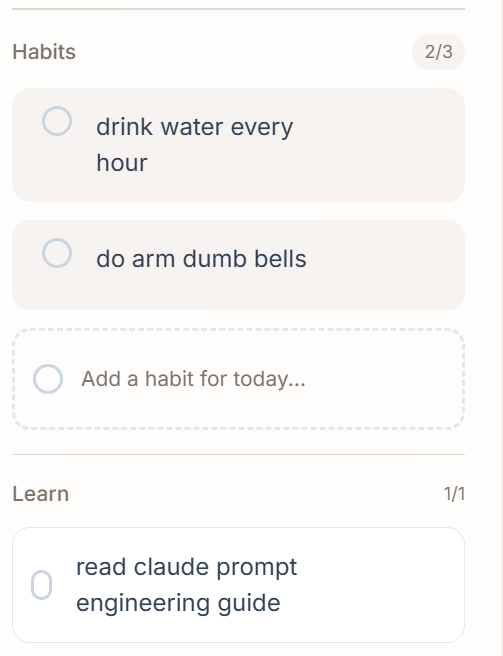 Habits
2/3
drink water every
hour
do arm dumb bells
Add a habit for today...
Learn
1/1
read claude prompt
engineering guide